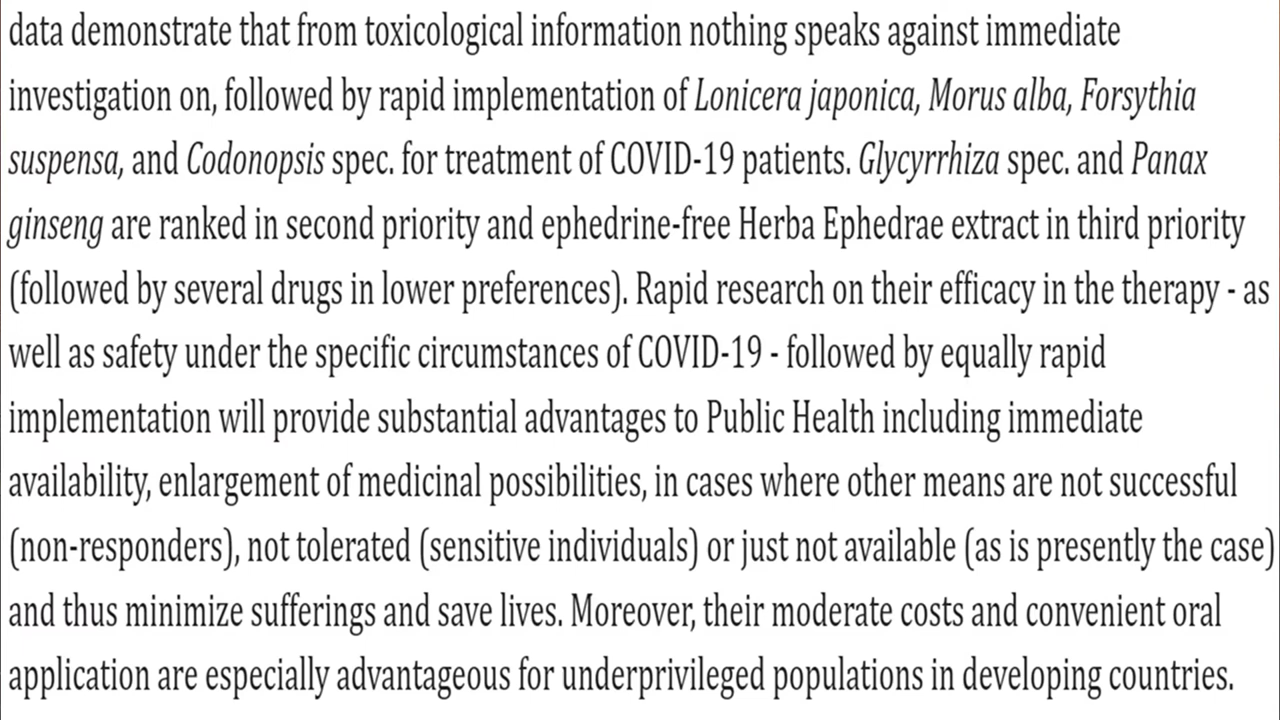 data demonstrate that from toxicological information nothing speaks against immediate
investigation on, followed by rapid implementation of Lonicera japonica, Morus alba, Forsythia
suspensa, and Codonopsis spec. for treatment of COVID-19 patients. Glycyrrhiza spec. and Panax
ginseng are ranked in second priority and ephedrine-free Herba Ephedrae extract in third priority
(followed by several drugs in lower preferences). Rapid research on their efficacy in the therapy - as
well as safety under the specific circumstances of COVID-19 - followed by equally rapid
implementation will provide substantial advantages to Public Health including immediate
availability, enlargement of medicinal possibilities, in cases where other means are not successful
(non-responders), not tolerated (sensitive individuals) or just not available (as is presently the case)
and thus minimize sufferings and save lives. Moreover, their moderate costs and convenient oral
application are especially advantageous for underprivileged populations in developing countries.